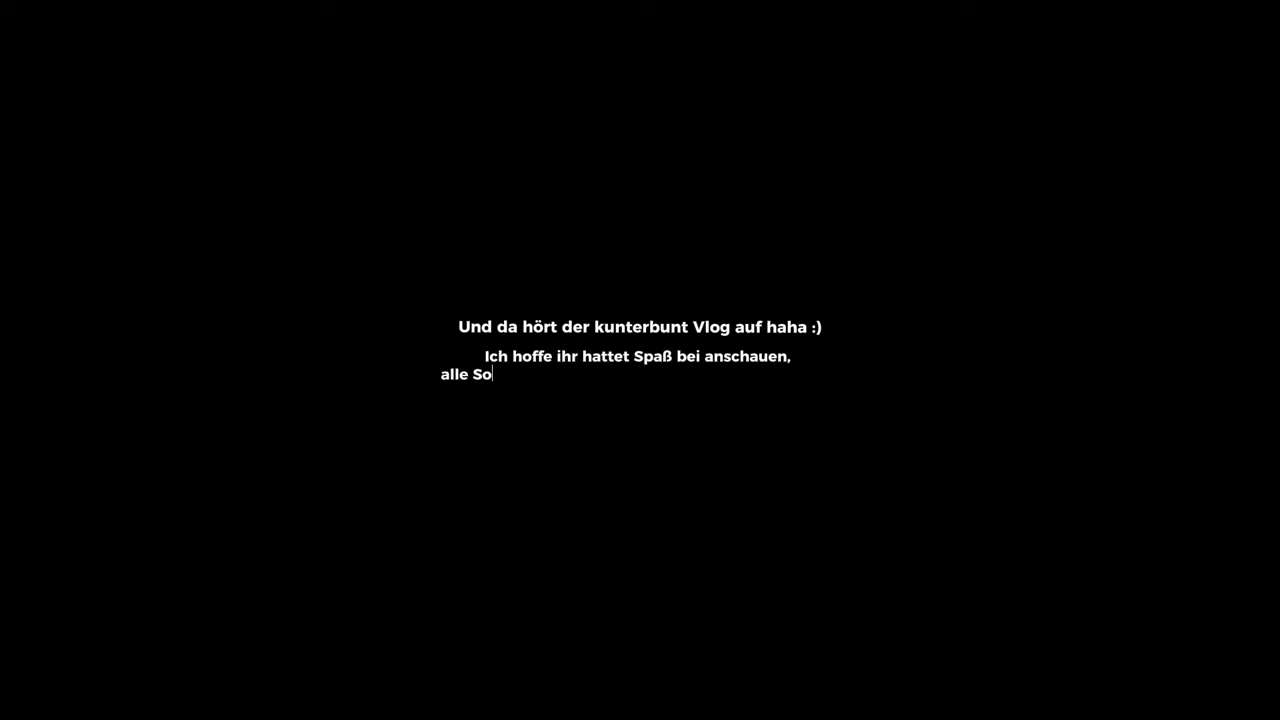 Und da hört der kunterbunt Vlog auf haha :)
Ich hoffe ihr hattet Spaß bei anschauen,
alle So